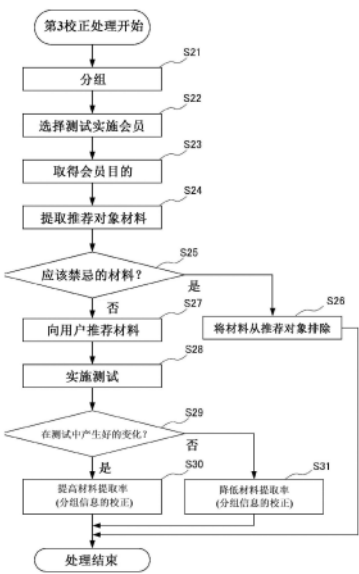 第3校正处理开始
S21
分组
S22
选择测试实施会员
S23
取得会员目的
S24
提取推荐对象材料
S25
应该禁忌的材料？
是
否
S26
将材料从推荐对象排除
S27
向用户推荐材料
S28
实施测试
S29
在测试中产生好的变化？
否
是
S30
提高材料提取率
(分组信息的校正)
S31
降低材料提取率
(分组信息的校正)
处理结束